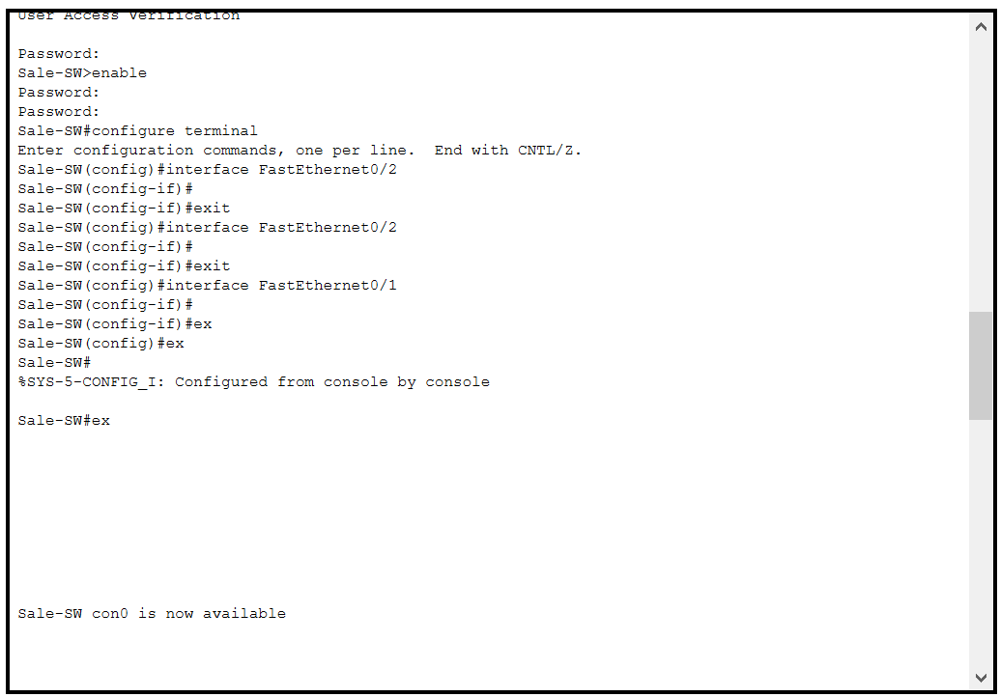 User Access Verification
Password:
Sale-SW>enable
Password:
Password:
Sale-SW#configure terminal
Enter configuration commands, one per line.  End with CNTL/Z.
Sale-SW(config)#interface FastEthernet0/2
Sale-SW(config-if)#
Sale-SW(config-if)#exit
Sale-SW(config)#interface FastEthernet0/2
Sale-SW(config-if)#
Sale-SW(config-if)#exit
Sale-SW(config)#interface FastEthernet0/1
Sale-SW(config-if)#
Sale-SW(config-if)#ex
Sale-SW(config)#ex
Sale-SW#
%SYS-5-CONFIG_I: Configured from console by console
Sale-SW#ex
Sale-SW con0 is now available